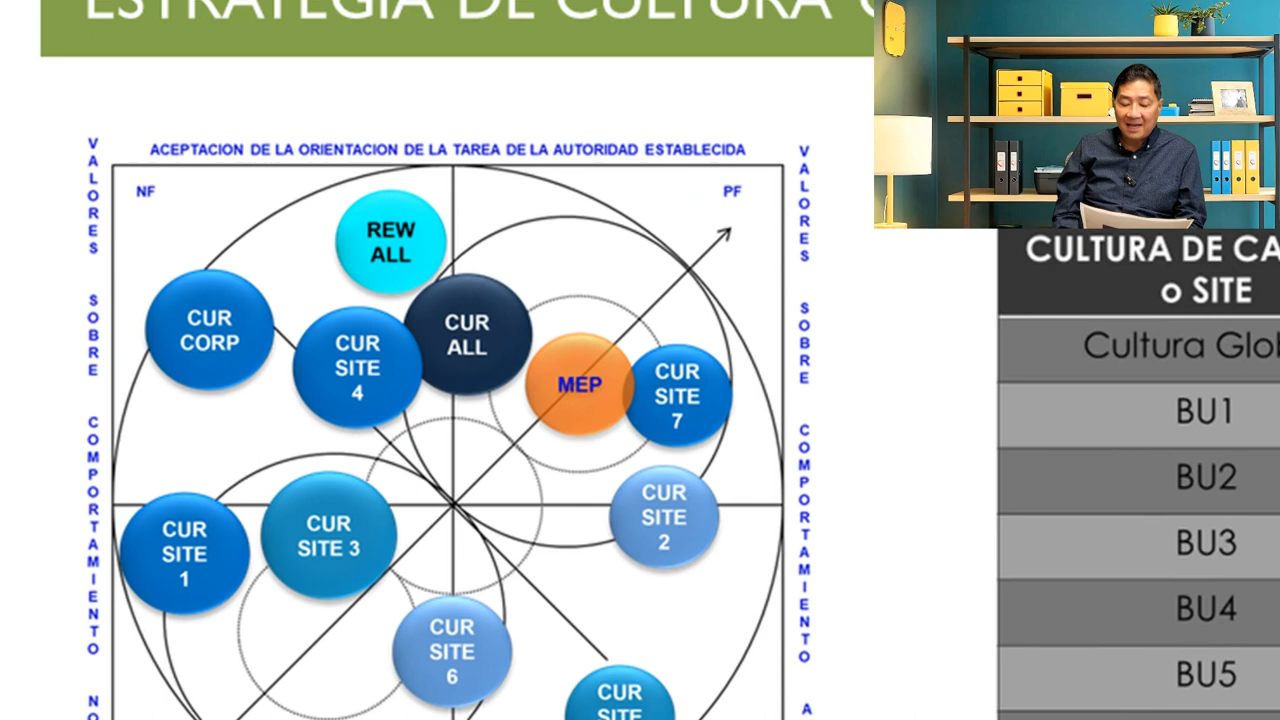 ESTRATEGIA DE CULTURA
ACEPTACION DE LA ORIENTACION DE LA TAREA DE LA AUTORIDAD ESTABLECIDA
VALORES SOBRE COMPORTAMIENTO
NF
PF
REW
ALL
CUR
CORP
CUR
SITE
4
CUR
ALL
MEP
CUR
SITE
7
CUR
SITE
1
CUR
SITE 3
CUR
SITE
2
CUR
SITE
6
CUR
SITE
VALORES SOBRE COMPORTAMIENTO A
CULTURA DE CA
o SITE
Cultura Glob
BU1
BU2
BU3
BU4
BU5